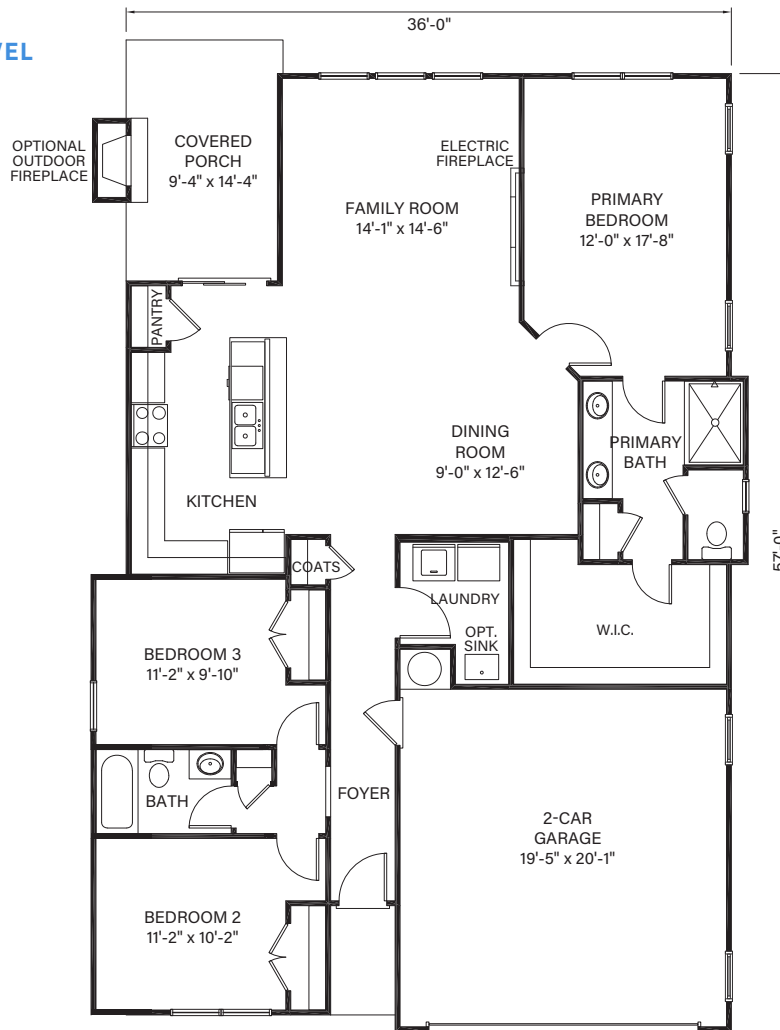 36'-0"
VEL
OPTIONAL
OUTDOOR
FIREPLACE
COVERED
PORCH
9'-4" x 14'-4"
ELECTRIC
FIREPLACE
FAMILY ROOM
14'-1" x 14'-6"
PRIMARY
BEDROOM
12'-0" x 17'-8"
PANTRY
DINING
ROOM
9'-0" x 12'-6"
PRIMARY
BATH
KITCHEN
57'-0"
COATS
LAUNDRY
OPT.
SINK
W.I.C.
BEDROOM 3
11'-2" x 9'-10"
BATH
FOYER
2-CAR
GARAGE
19'-5" x 20'-1"
BEDROOM 2
11'-2" x 10'-2"